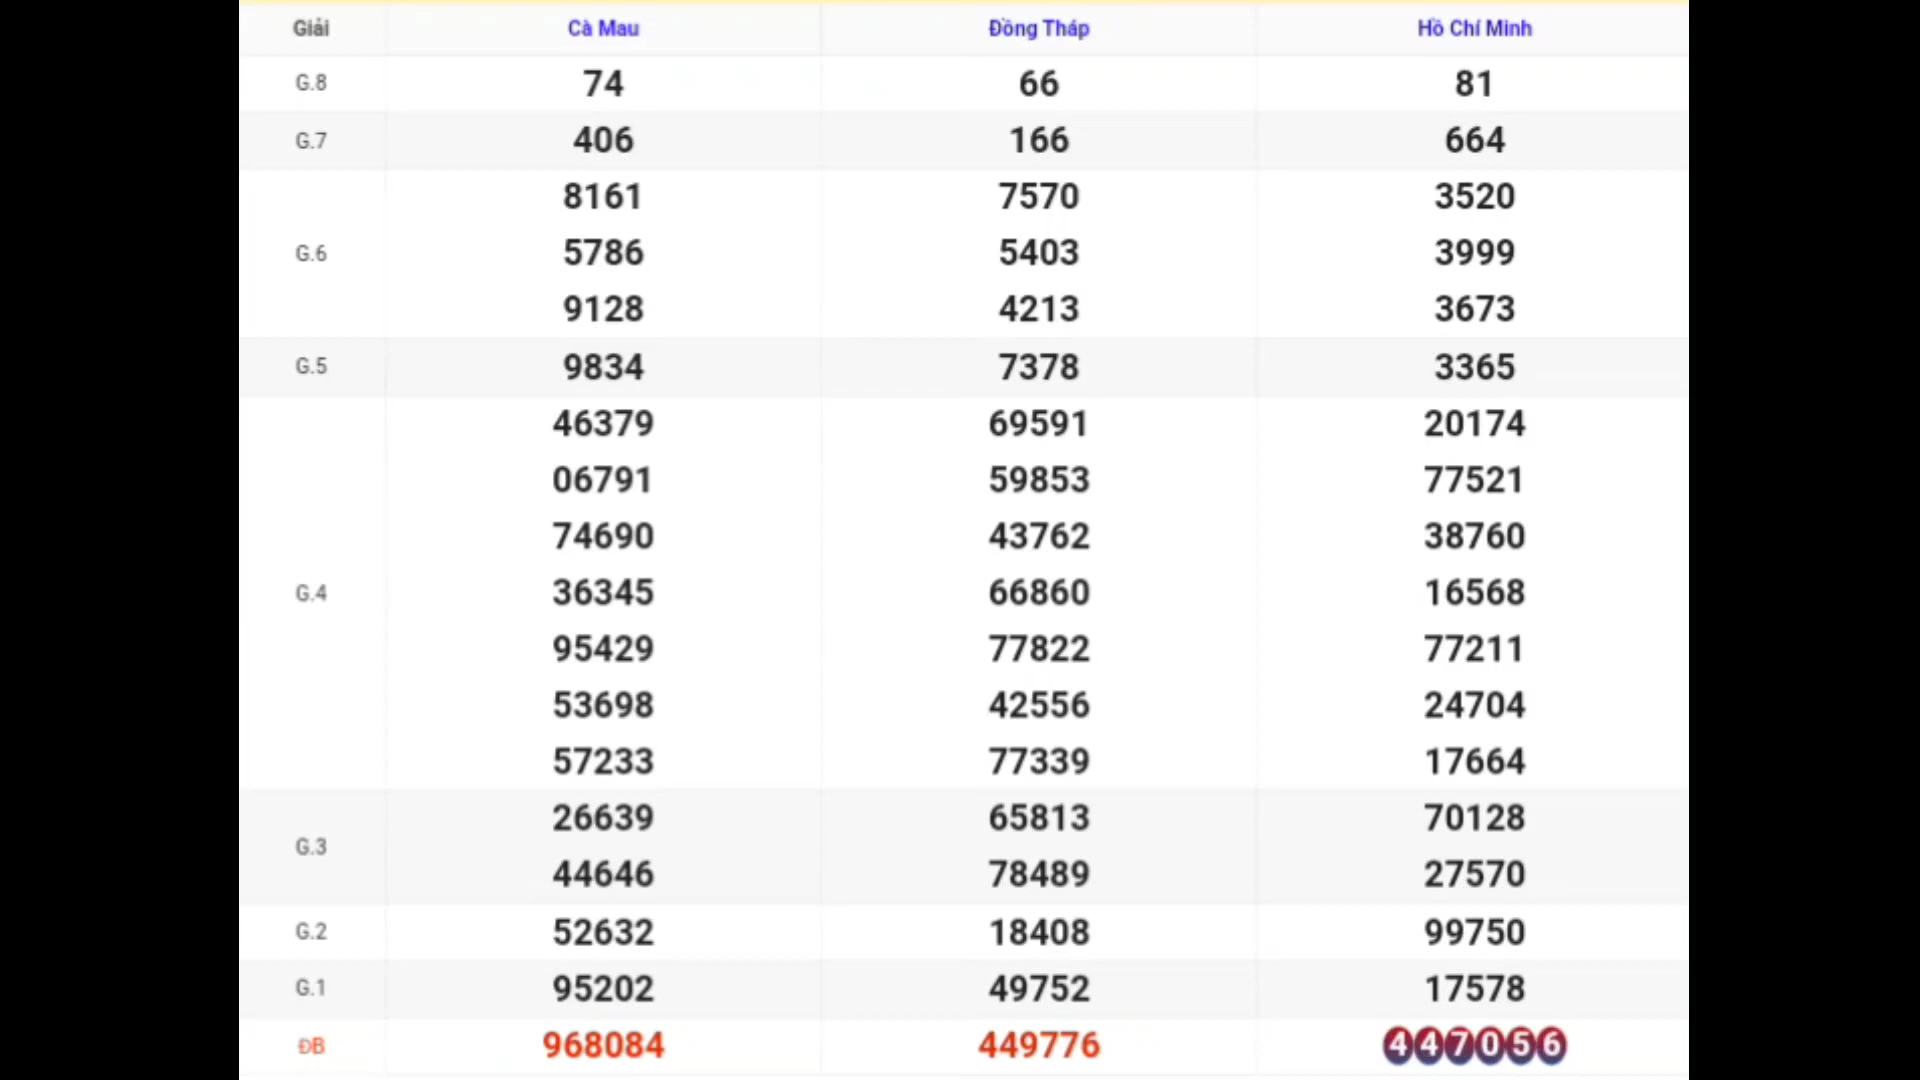 Giải Cà Mau Đồng Tháp Hồ Chí Minh
G.8 74 66 81
G.7 406 166 664
8161 7570 3520
G.6 5786 5403 3999
9128 4213 3673
G.5 9834 7378 3365
46379 69591 20174
06791 59853 77521
74690 43762 38760
G.4 36345 66860 16568
95429 77822 77211
53698 42556 24704
57233 77339 17664
26639 65813 70128
G.3
44646 78489 27570
G.2 52632 18408 99750
G.1 95202 49752 17578
ĐB 968084 449776 447056